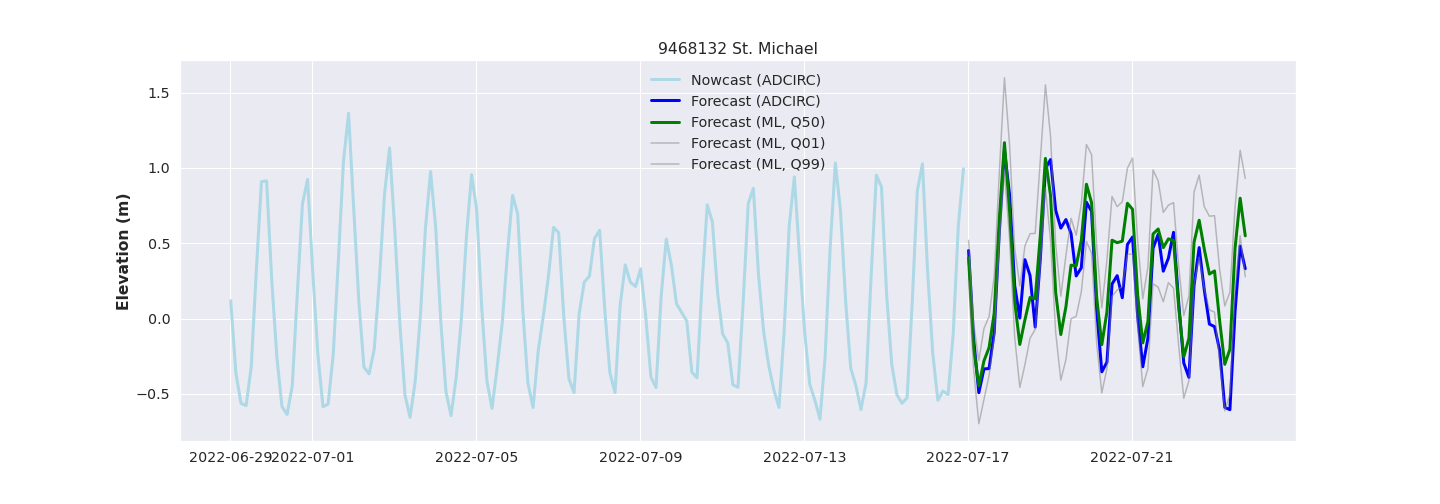 9468132 St. Michael
Nowcast (ADCIRC)
Forecast (ADCIRC)
Forecast (ML, Q50)
Forecast (ML, Q01)
Forecast (ML, Q99)
Elevation (m)
1.5
1.0
0.5
0.0
−0.5
2022-06-29 2022-07-01 2022-07-05 2022-07-09 2022-07-13 2022-07-17 2022-07-21